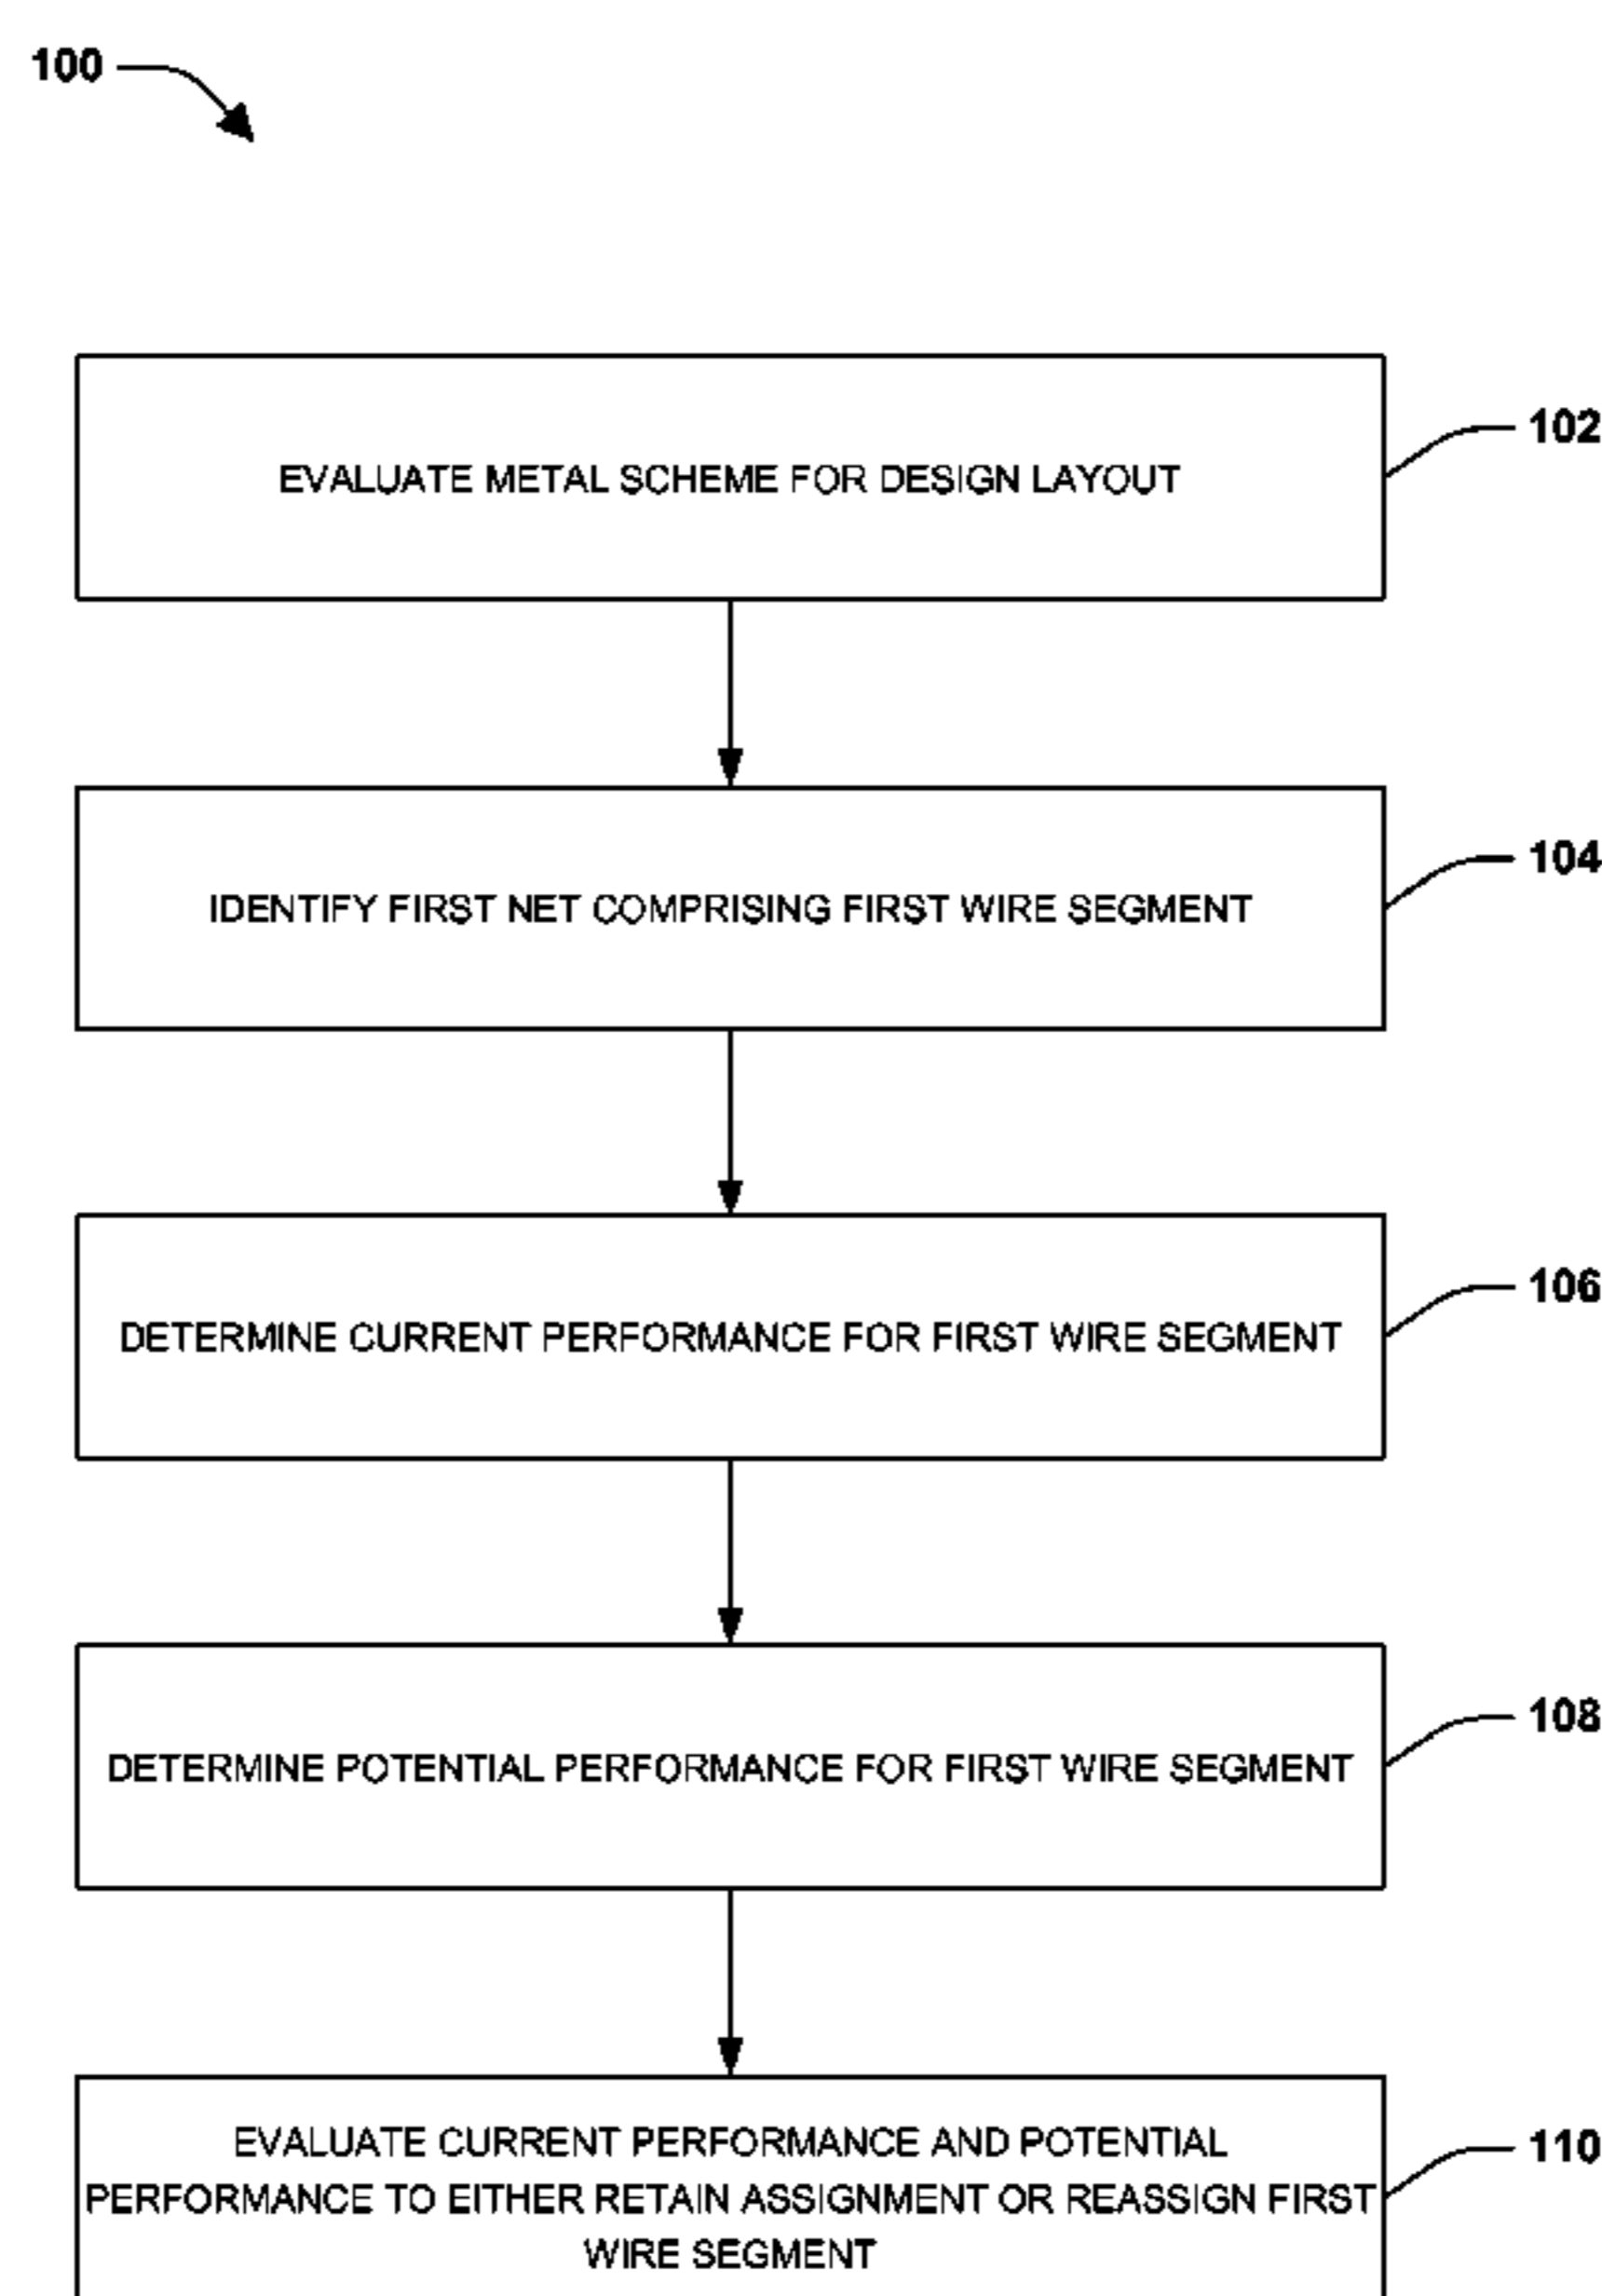 100
EVALUATE METAL SCHEME FOR DESIGN LAYOUT
102
IDENTIFY FIRST NET COMPRISING FIRST WIRE SEGMENT
104
DETERMINE CURRENT PERFORMANCE FOR FIRST WIRE SEGMENT
106
DETERMINE POTENTIAL PERFORMANCE FOR FIRST WIRE SEGMENT
108
EVALUATE CURRENT PERFORMANCE AND POTENTIAL
PERFORMANCE TO EITHER RETAIN ASSIGNMENT OR REASSIGN FIRST
WIRE SEGMENT
110